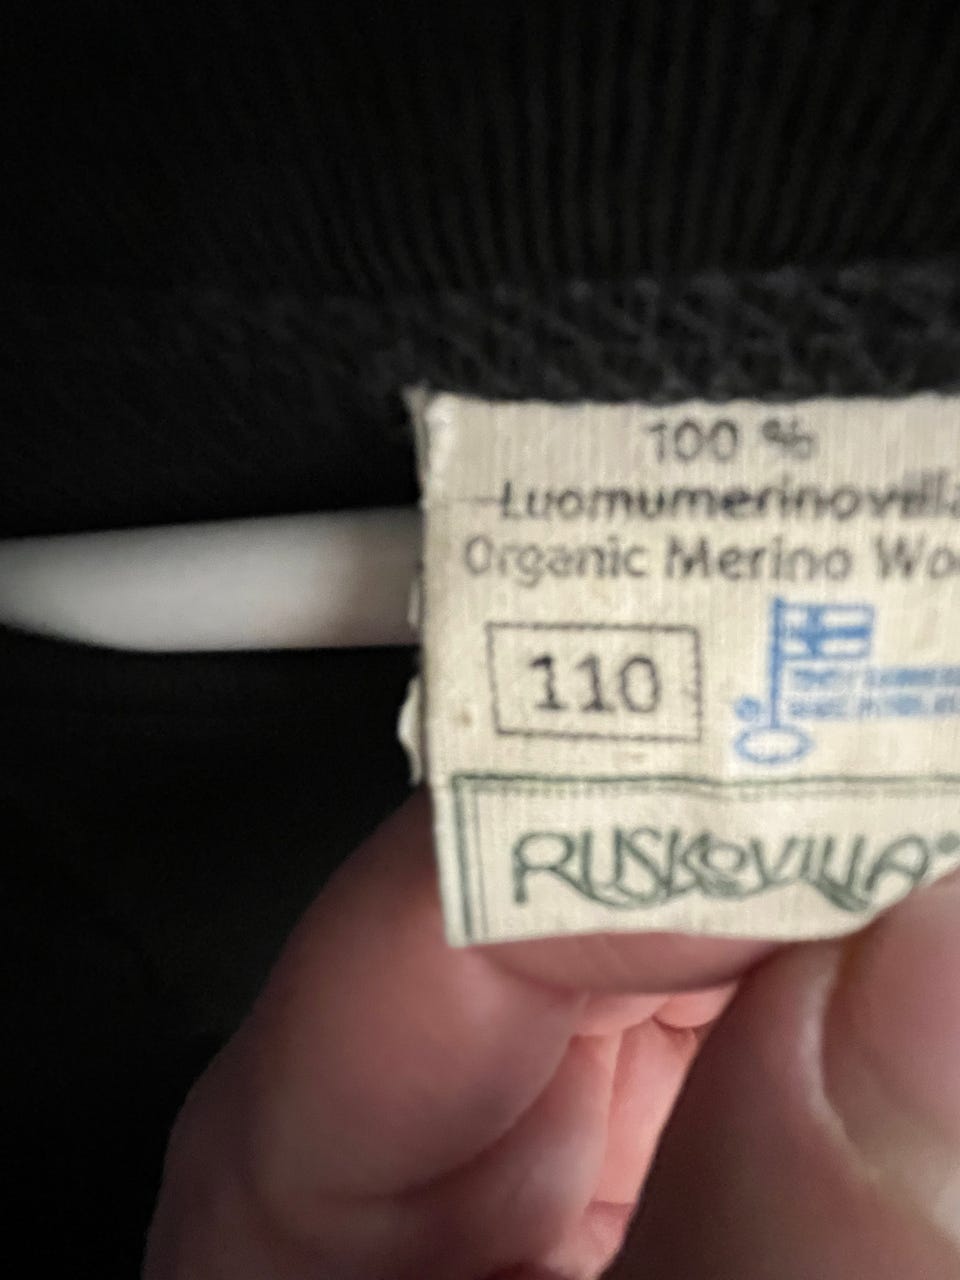 100 %
Luomumerinovilla
Organic Merino Wo
110
RUSKOVILLA®